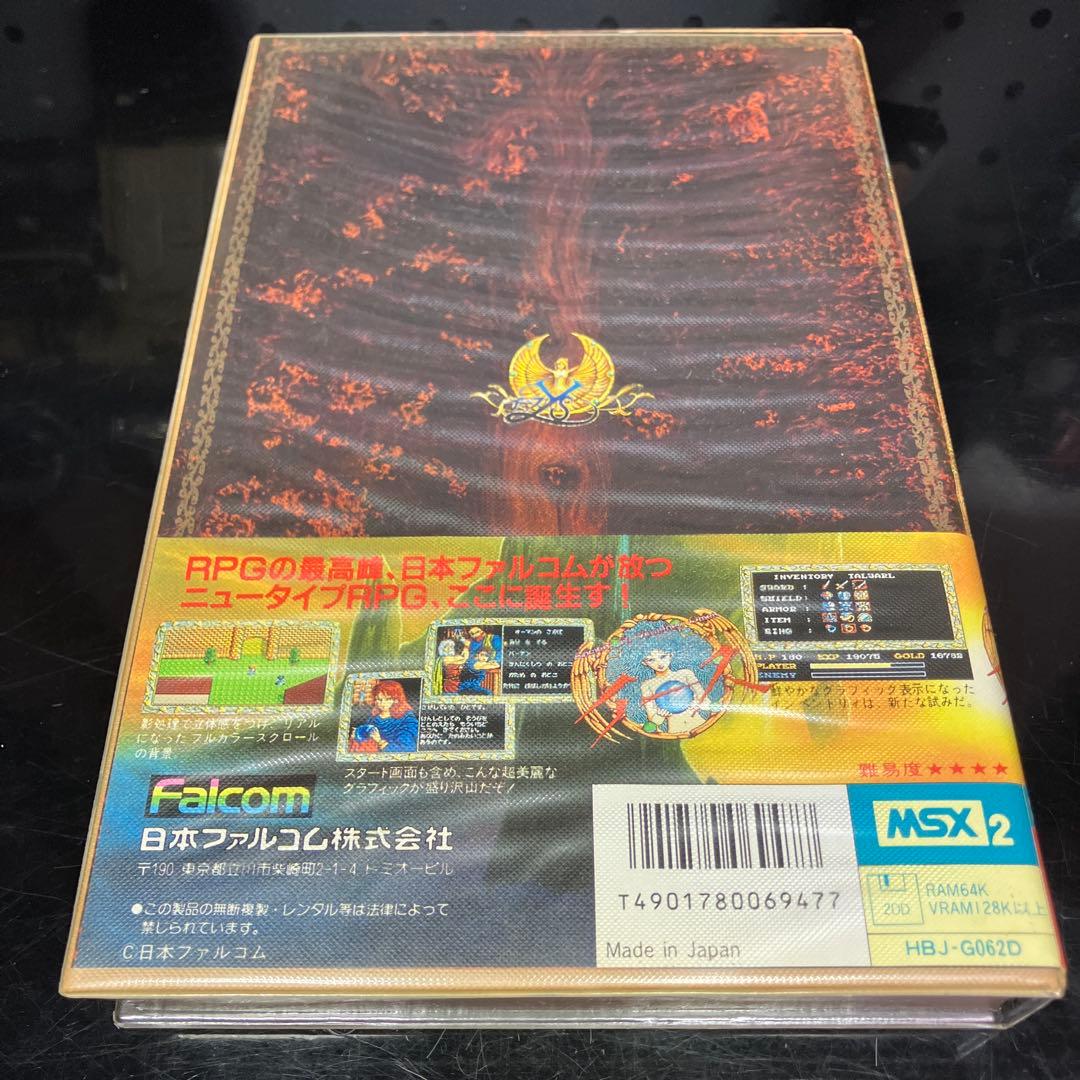 Ys
RPGの最高峰、日本ファルコムが放つ
ニュータイプRPG、ここに誕生す!
INVENTORY TALWARL
SWORD :
SHIELD :
ARMOR :
ITEM :
RING :
H.P 180 EXP 19075 GOLD 16782
PLAYER
ENEMY
鮮やかなグラフィック表示になった
インベントリィは、新たな試みだ。
イース
影処理で立体感をつけ、リアル
になったフルカラースクロール
の背景。
スタート画面も含め、こんな超美麗な
グラフィックが盛り沢山だぞ!
難易度★★★★
Falcom
日本ファルコム株式会社
〒190 東京都立川市柴崎町2-1-4 トミオービル
●この製品の無断複製・レンタル等は法律によって
禁じられています。
C日本ファルコム
T4901780069477
Made in Japan
MSX2
2DD
RAM64K
VRAM128K以上
HBJ-G062D